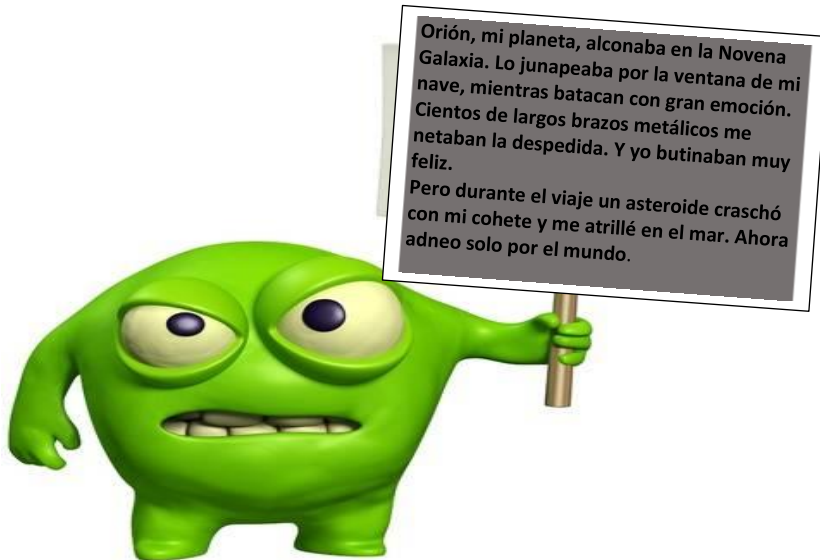 Orión, mi planeta, alconaba en la Novena
Galaxia. Lo junapeaba por la ventana de mi
nave, mientras batacan con gran emoción.
Cientos de largos brazos metálicos me
netaban la despedida. Y yo butinaban muy
feliz.
Pero durante el viaje un asteroide craschó
con mi cohete y me atrillé en el mar. Ahora
adneo solo por el mundo.